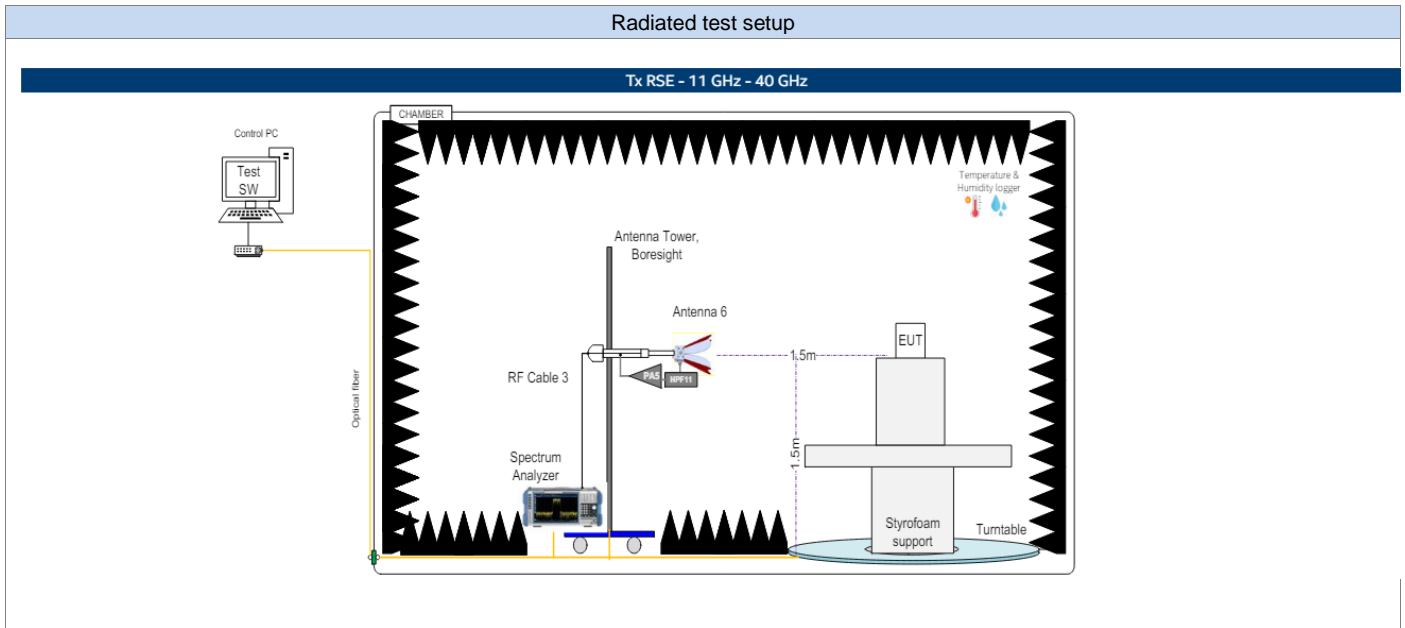 Radiated test setup
Tx RSE - 11 GHz - 40 GHz
CHAMBER
Control PC
Test
SW
Temperature &
Humidity logger
Antenna Tower,
Boresight
Antenna 6
EUT
1.5m
PA5
HPF11
RF Cable 3
Optical fiber
1.5m
Spectrum
Analyzer
Styrofoam
support
Turntable